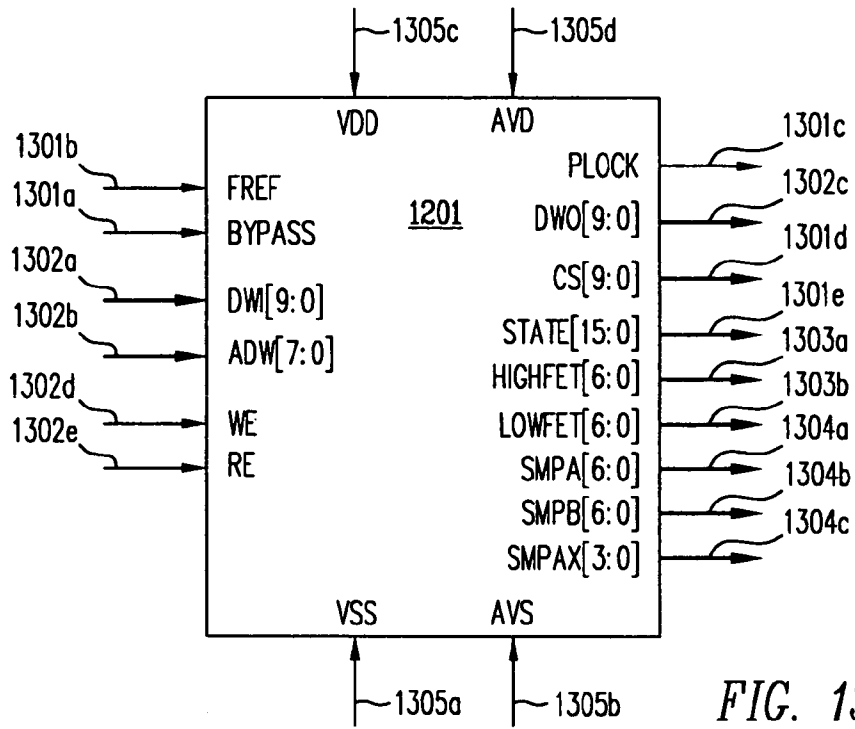 1305c 1305d
VDD AVD
1301b FREF
1301a BYPASS
1302a DWI[9:0]
1302b ADW[7:0]
1302d WE
1302e RE
1201
PLOCK 1301c
DWO[9:0] 1302c
CS[9:0] 1301d
STATE[15:0] 1301e
HIGHFET[6:0] 1303a
LOWFET[6:0] 1303b
SMPA[6:0] 1304a
SMPB[6:0] 1304b
SMPAX[3:0] 1304c
VSS AVS
1305a 1305b
FIG. 13